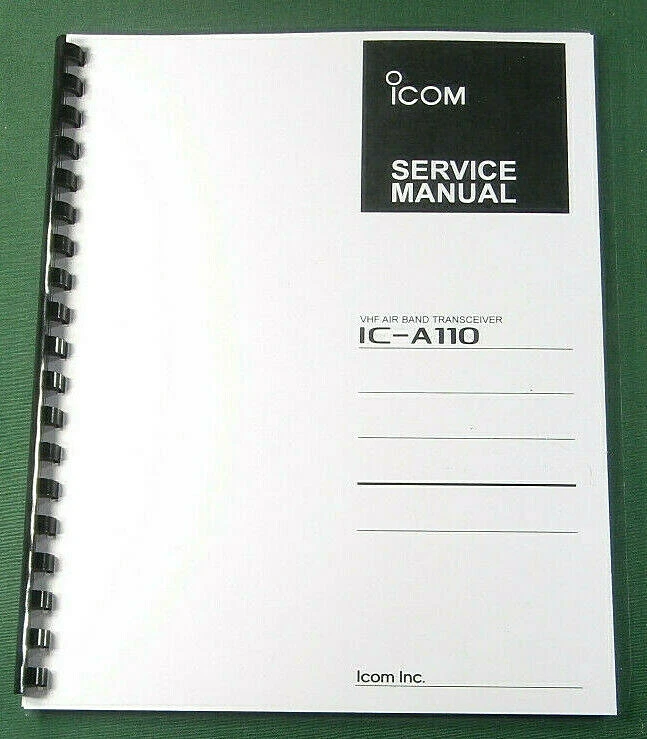 ICOM
SERVICE
MANUAL
VHF AIR BAND TRANSCEIVER
IC-A110
Icom Inc.